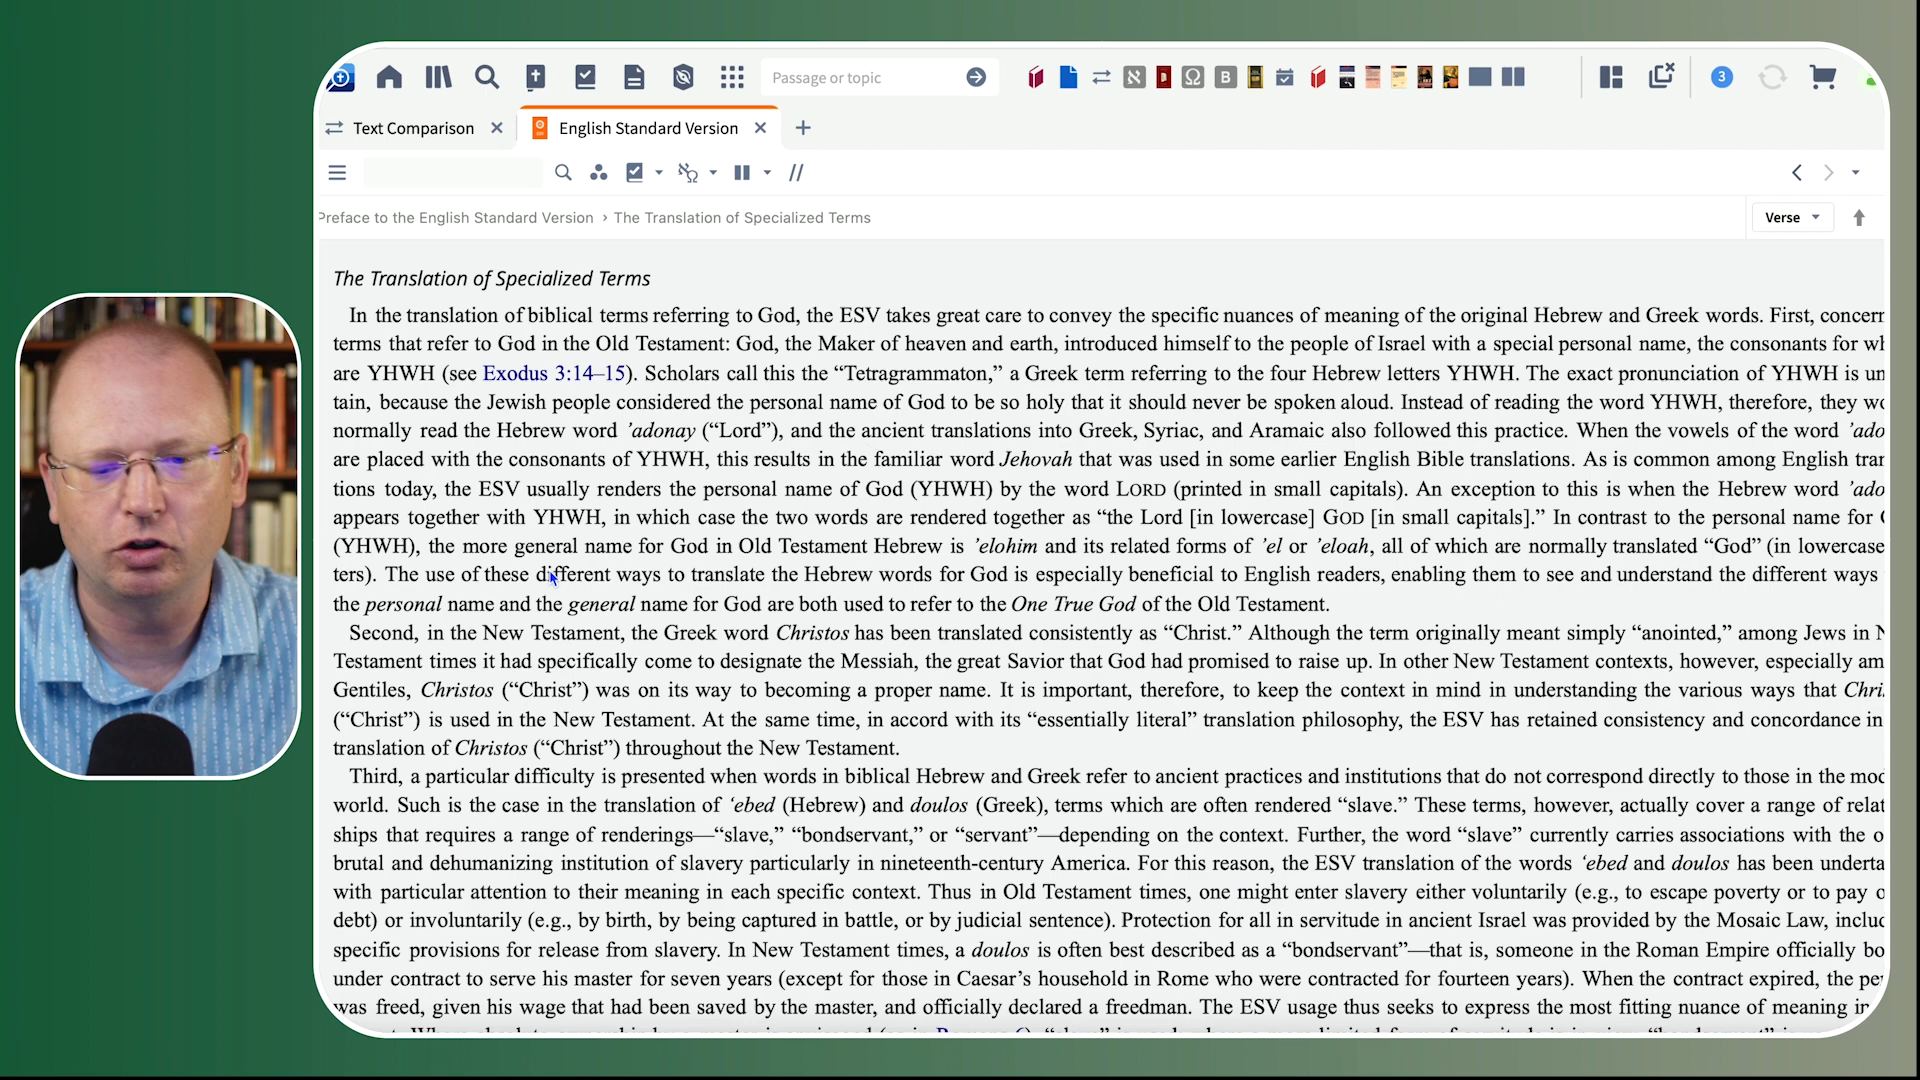 Passage or topic
3
Text Comparison
English Standard Version
Verse
Preface to the English Standard Version › The Translation of Specialized Terms
The Translation of Specialized Terms
In the translation of biblical terms referring to God, the ESV takes great care to convey the specific nuances of meaning of the original Hebrew and Greek words. First, concern
terms that refer to God in the Old Testament: God, the Maker of heaven and earth, introduced himself to the people of Israel with a special personal name, the consonants for wh
are YHWH (see Exodus 3:14–15). Scholars call this the “Tetragrammaton,” a Greek term referring to the four Hebrew letters YHWH. The exact pronunciation of YHWH is un
tain, because the Jewish people considered the personal name of God to be so holy that it should never be spoken aloud. Instead of reading the word YHWH, therefore, they wo
normally read the Hebrew word ’adonay (“Lord”), and the ancient translations into Greek, Syriac, and Aramaic also followed this practice. When the vowels of the word ’ado
are placed with the consonants of YHWH, this results in the familiar word Jehovah that was used in some earlier English Bible translations. As is common among English tran
tions today, the ESV usually renders the personal name of God (YHWH) by the word LORD (printed in small capitals). An exception to this is when the Hebrew word ’ado
appears together with YHWH, in which case the two words are rendered together as “the Lord [in lowercase] GOD [in small capitals].” In contrast to the personal name for
(YHWH), the more general name for God in Old Testament Hebrew is ’elohim and its related forms of ’el or ’eloah, all of which are normally translated “God” (in lowercase
ters). The use of these different ways to translate the Hebrew words for God is especially beneficial to English readers, enabling them to see and understand the different ways
the personal name and the general name for God are both used to refer to the One True God of the Old Testament.
Second, in the New Testament, the Greek word Christos has been translated consistently as “Christ.” Although the term originally meant simply “anointed,” among Jews in N
Testament times it had specifically come to designate the Messiah, the great Savior that God had promised to raise up. In other New Testament contexts, however, especially am
Gentiles, Christos (“Christ”) was on its way to becoming a proper name. It is important, therefore, to keep the context in mind in understanding the various ways that Chri
(“Christ”) is used in the New Testament. At the same time, in accord with its “essentially literal” translation philosophy, the ESV has retained consistency and concordance in
translation of Christos (“Christ”) throughout the New Testament.
Third, a particular difficulty is presented when words in biblical Hebrew and Greek refer to ancient practices and institutions that do not correspond directly to those in the mod
world. Such is the case in the translation of ‘ebed (Hebrew) and doulos (Greek), terms which are often rendered “slave.” These terms, however, actually cover a range of relat
ships that requires a range of renderings—“slave,” “bondservant,” or “servant”—depending on the context. Further, the word “slave” currently carries associations with the o
brutal and dehumanizing institution of slavery particularly in nineteenth-century America. For this reason, the ESV translation of the words ‘ebed and doulos has been underta
with particular attention to their meaning in each specific context. Thus in Old Testament times, one might enter slavery either voluntarily (e.g., to escape poverty or to pay o
debt) or involuntarily (e.g., by birth, by being captured in battle, or by judicial sentence). Protection for all in servitude in ancient Israel was provided by the Mosaic Law, includ
specific provisions for release from slavery. In New Testament times, a doulos is often best described as a “bondservant”—that is, someone in the Roman Empire officially bo
under contract to serve his master for seven years (except for those in Caesar’s household in Rome who were contracted for fourteen years). When the contract expired, the pe
was freed, given his wage that had been saved by the master, and officially declared a freedman. The ESV usage thus seeks to express the most fitting nuance of meaning in